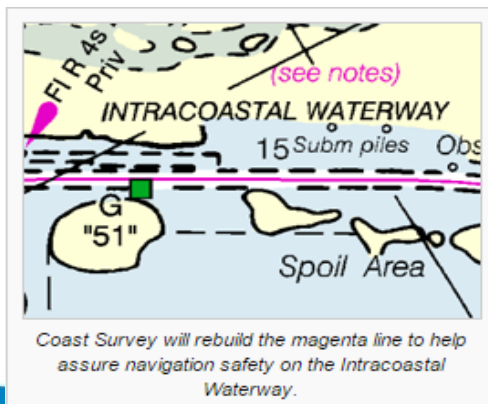 Fl R 4s
Priv
(see notes)
INTRACOASTAL WATERWAY
15 Subm piles Obs
G
"51"
Spoil Area
Coast Survey will rebuild the magenta line to help
assure navigation safety on the Intracoastal
Waterway.